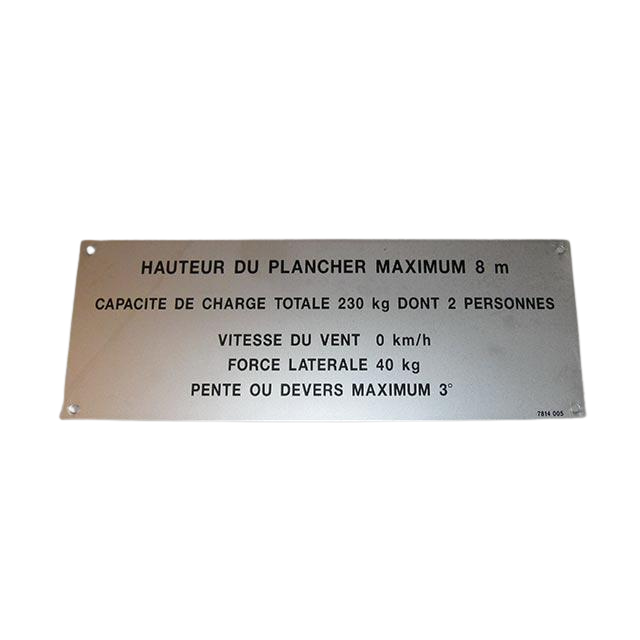 HAUTEUR DU PLANCHER MAXIMUM 8 m
CAPACITE DE CHARGE TOTALE 230 kg DONT 2 PERSONNES
VITESSE DU VENT 0 km/h
FORCE LATERALE 40 kg
PENTE OU DEVERS MAXIMUM 3°
7814 005